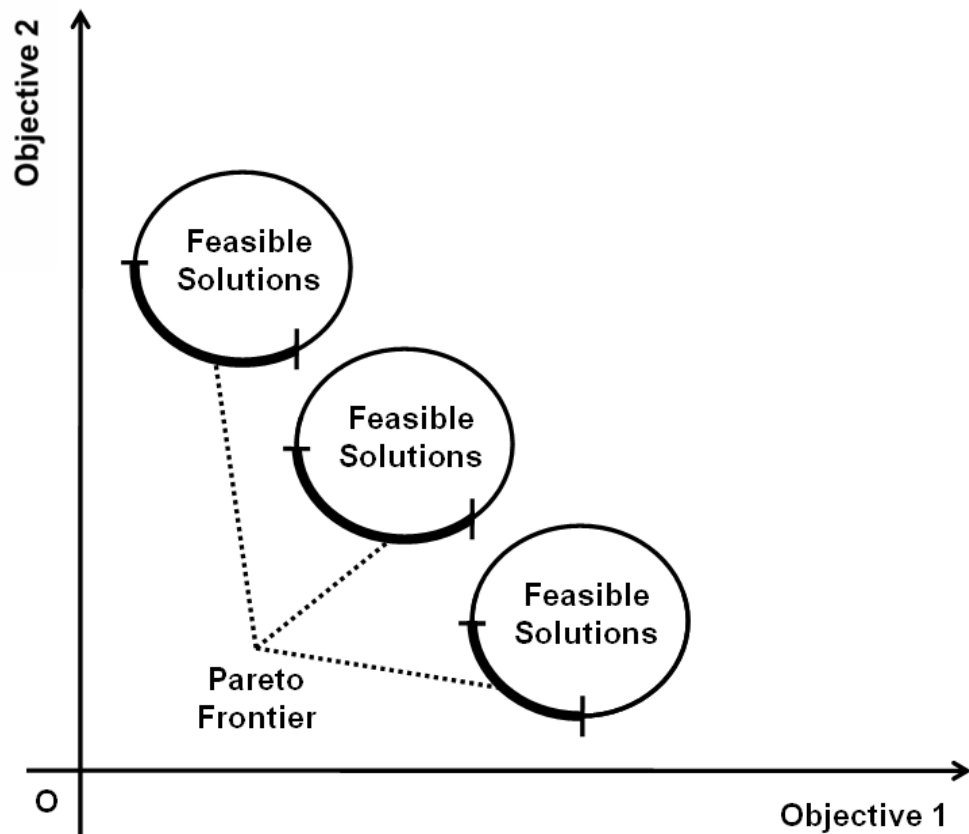 Objective 2
Feasible
Solutions
Feasible
Solutions
Feasible
Solutions
Pareto
Frontier
O
Objective 1